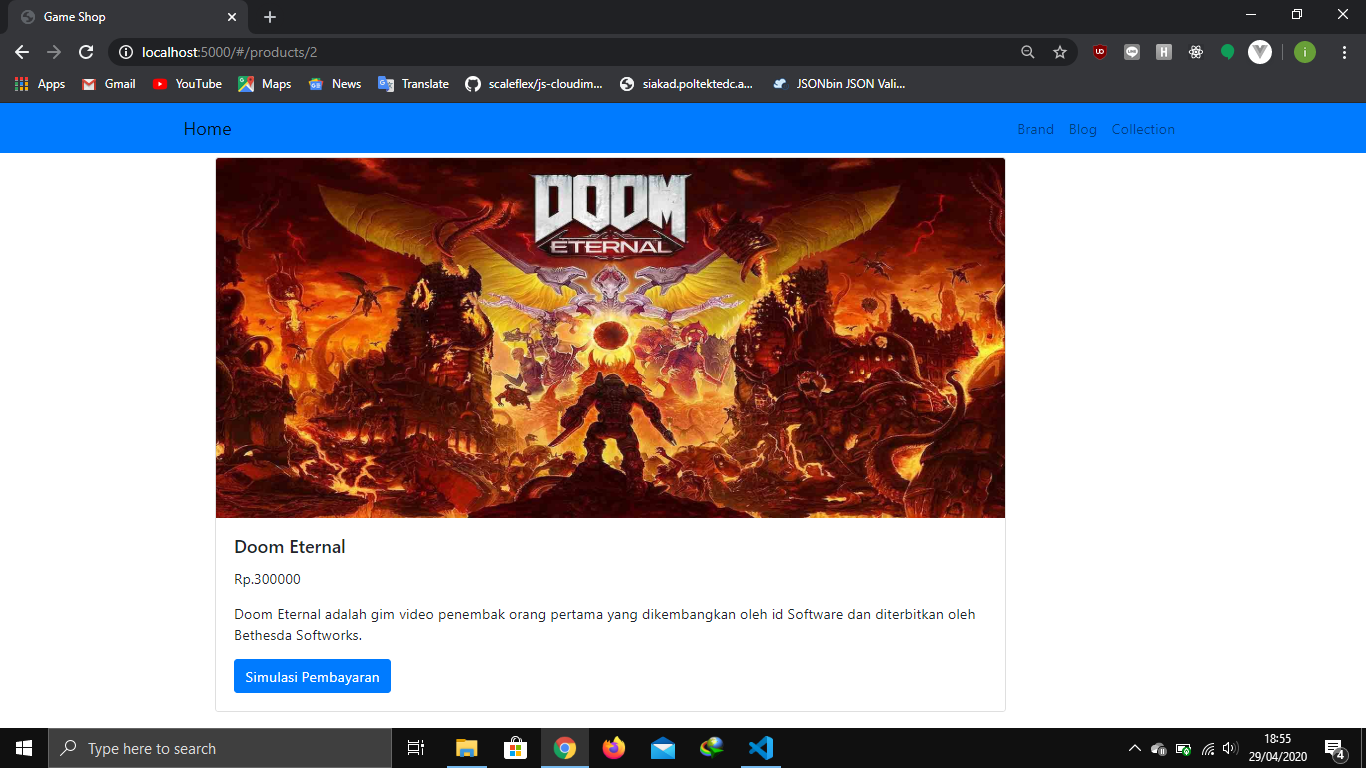 Game Shop
localhost:5000/#/products/2
UD
LINE
H
i
Apps
Gmail
YouTube
Maps
News
Translate
scaleflex/js-cloudim...
siakad.poltektedc.a...
JSONbin JSON Vali...
Home
Brand
Blog
Collection
DOOM
ETERNAL
Doom Eternal
Rp.300000
Doom Eternal adalah gim video penembak orang pertama yang dikembangkan oleh id Software dan diterbitkan oleh
Bethesda Softworks.
Simulasi Pembayaran
Type here to search
18:55
29/04/2020
4